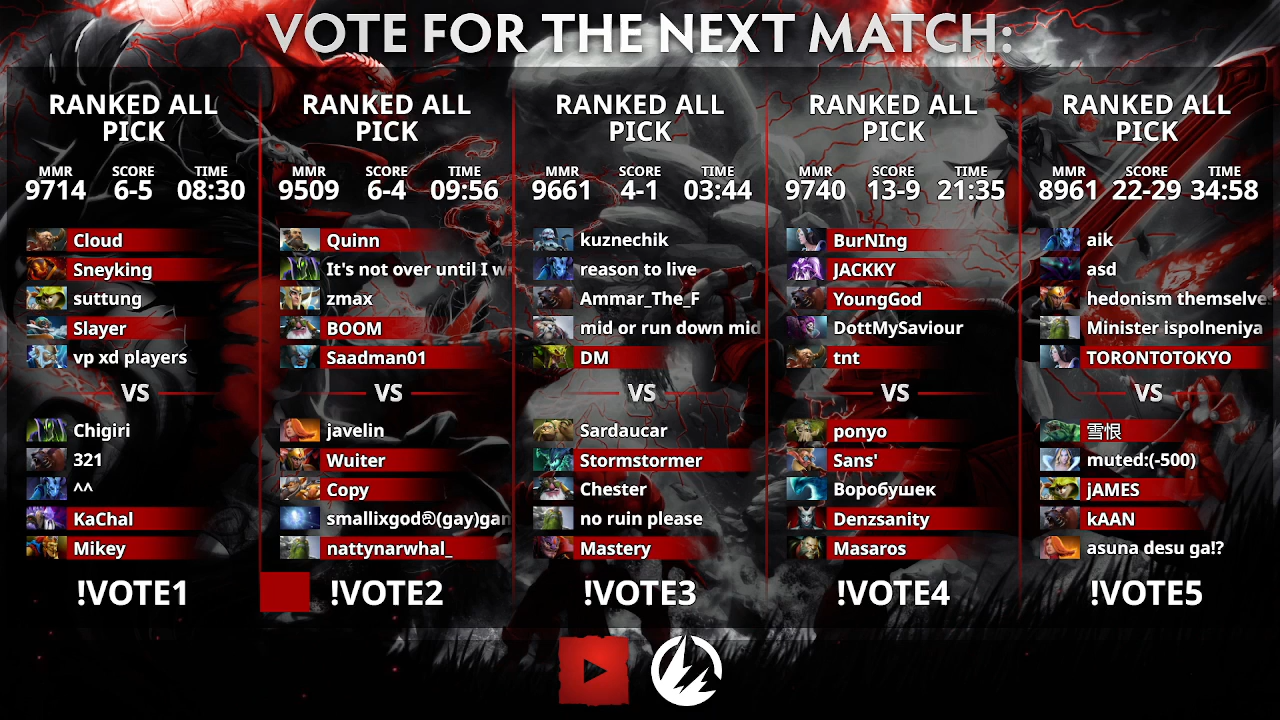 VOTE FOR THE NEXT MATCH:
RANKED ALL
PICK
MMR SCORE TIME
9714 6-5 08:30
Cloud
Sneyking
suttung
Slayer
vp xd players
VS
Chigiri
321
^^
KaChal
Mikey
!VOTE1
RANKED ALL
PICK
MMR SCORE TIME
9509 6-4 09:56
Quinn
It's not over until I w
zmax
BOOM
Saadman01
VS
javelin
Wuiter
Copy
smallixgodඞ(gay)gan
nattynarwhal_
!VOTE2
RANKED ALL
PICK
MMR SCORE TIME
9661 4-1 03:44
kuznechik
reason to live
Ammar_The_F
mid or run down mid
DM
VS
Sardaucar
Stormstormer
Chester
no ruin please
Mastery
!VOTE3
RANKED ALL
PICK
MMR SCORE TIME
9740 13-9 21:35
BurNIng
JACKKY
YoungGod
DottMySaviour
tnt
VS
ponyo
Sans'
Воробушек
Denzsanity
Masaros
!VOTE4
RANKED ALL
PICK
MMR SCORE TIME
8961 22-29 34:58
aik
asd
hedonism themselve
Minister ispolneniya
TORONTOTOKYO
VS
雪恨
muted:(-500)
jAMES
kAAN
asuna desu ga!?
!VOTE5